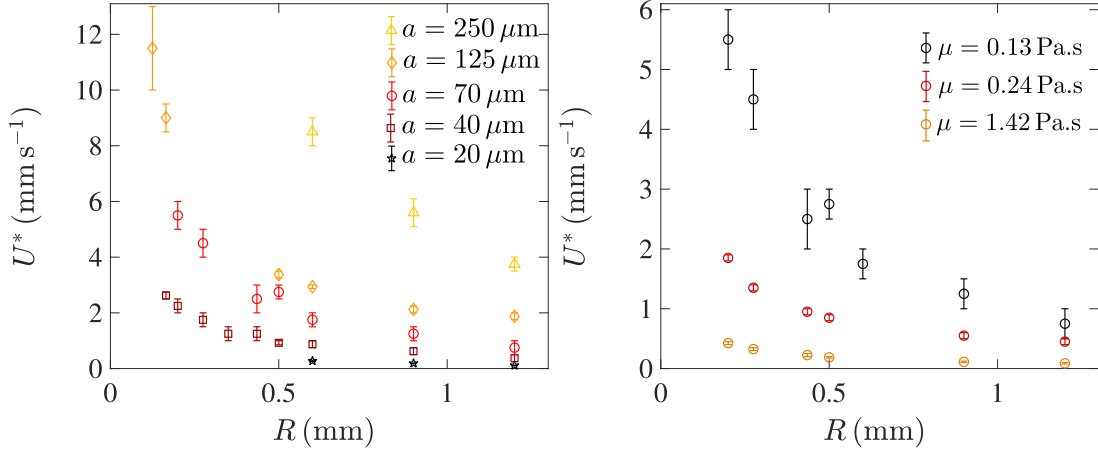 12
10
8
6
4
2
0
U* (mm s⁻¹)
0
0.5
1
R (mm)
a = 250 μm
a = 125 μm
a = 70 μm
a = 40 μm
a = 20 μm
6
5
4
3
2
1
0
U* (mm s⁻¹)
0
0.5
1
R (mm)
μ = 0.13 Pa.s
μ = 0.24 Pa.s
μ = 1.42 Pa.s